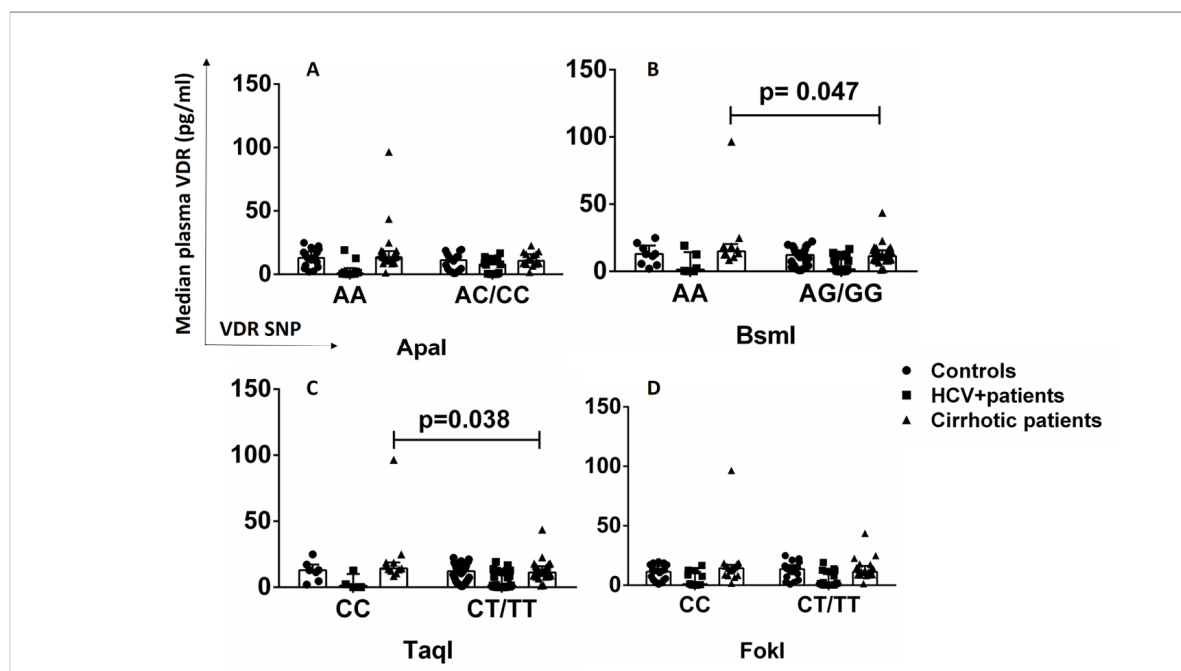 Median plasma VDR (pg/ml)
VDR SNP
A
150
100
50
0
AA
AC/CC
ApaI
B
150
100
50
0
p= 0.047
AA
AG/GG
BsmI
C
150
100
50
0
p=0.038
CC
CT/TT
TaqI
D
150
100
50
0
CC
CT/TT
FokI
Controls
HCV+patients
Cirrhotic patients